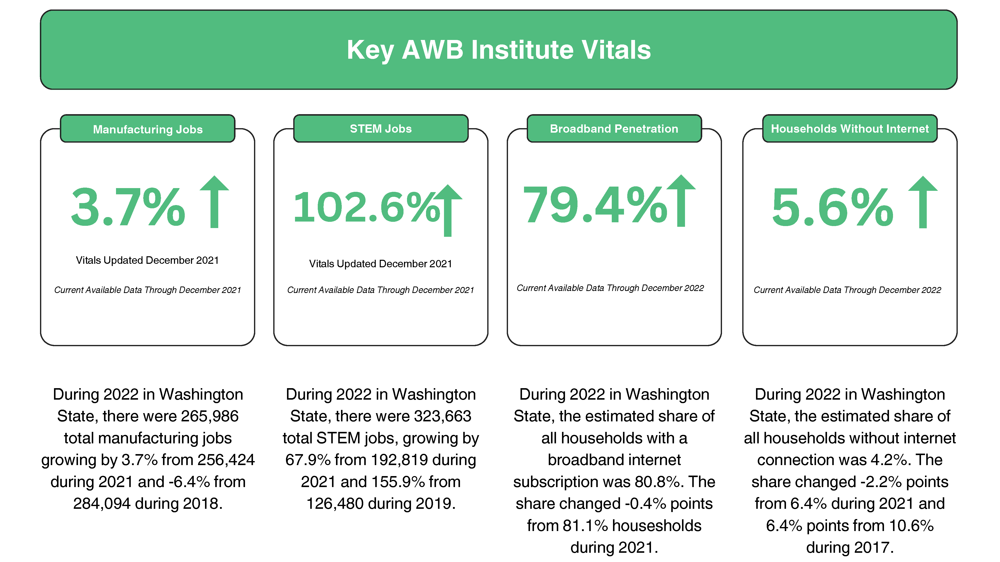 Key AWB Institute Vitals
Manufacturing Jobs
3.7%
Vitals Updated December 2021
Current Available Data Through December 2021
During 2022 in Washington
State, there were 265,986
total manufacturing jobs
growing by 3.7% from 256,424
during 2021 and -6.4% from
284,094 during 2018.
STEM Jobs
102.6%
Vitals Updated December 2021
Current Available Data Through December 2021
During 2022 in Washington
State, there were 323,663
total STEM jobs, growing by
67.9% from 192,819 during
2021 and 155.9% from
126,480 during 2019.
Broadband Penetration
79.4%
Current Available Data Through December 2022
During 2022 in Washington
State, the estimated share of
all households with a
broadband internet
subscription was 80.8%. The
share changed -0.4% points
from 81.1% housesholds
during 2021.
Households Without Internet
5.6%
Current Available Data Through December 2022
During 2022 in Washington
State, the estimated share of
all households without internet
connection was 4.2%. The
share changed -2.2% points
from 6.4% during 2021 and
6.4% points from 10.6%
during 2017.